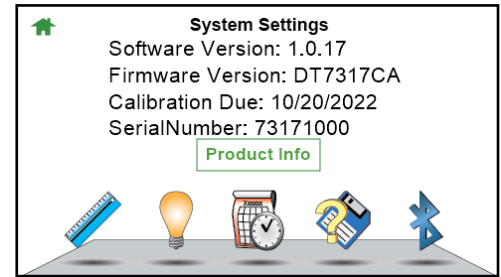 System Settings
Software Version: 1.0.17
Firmware Version: DT7317CA
Calibration Due: 10/20/2022
SerialNumber: 73171000
Product Info